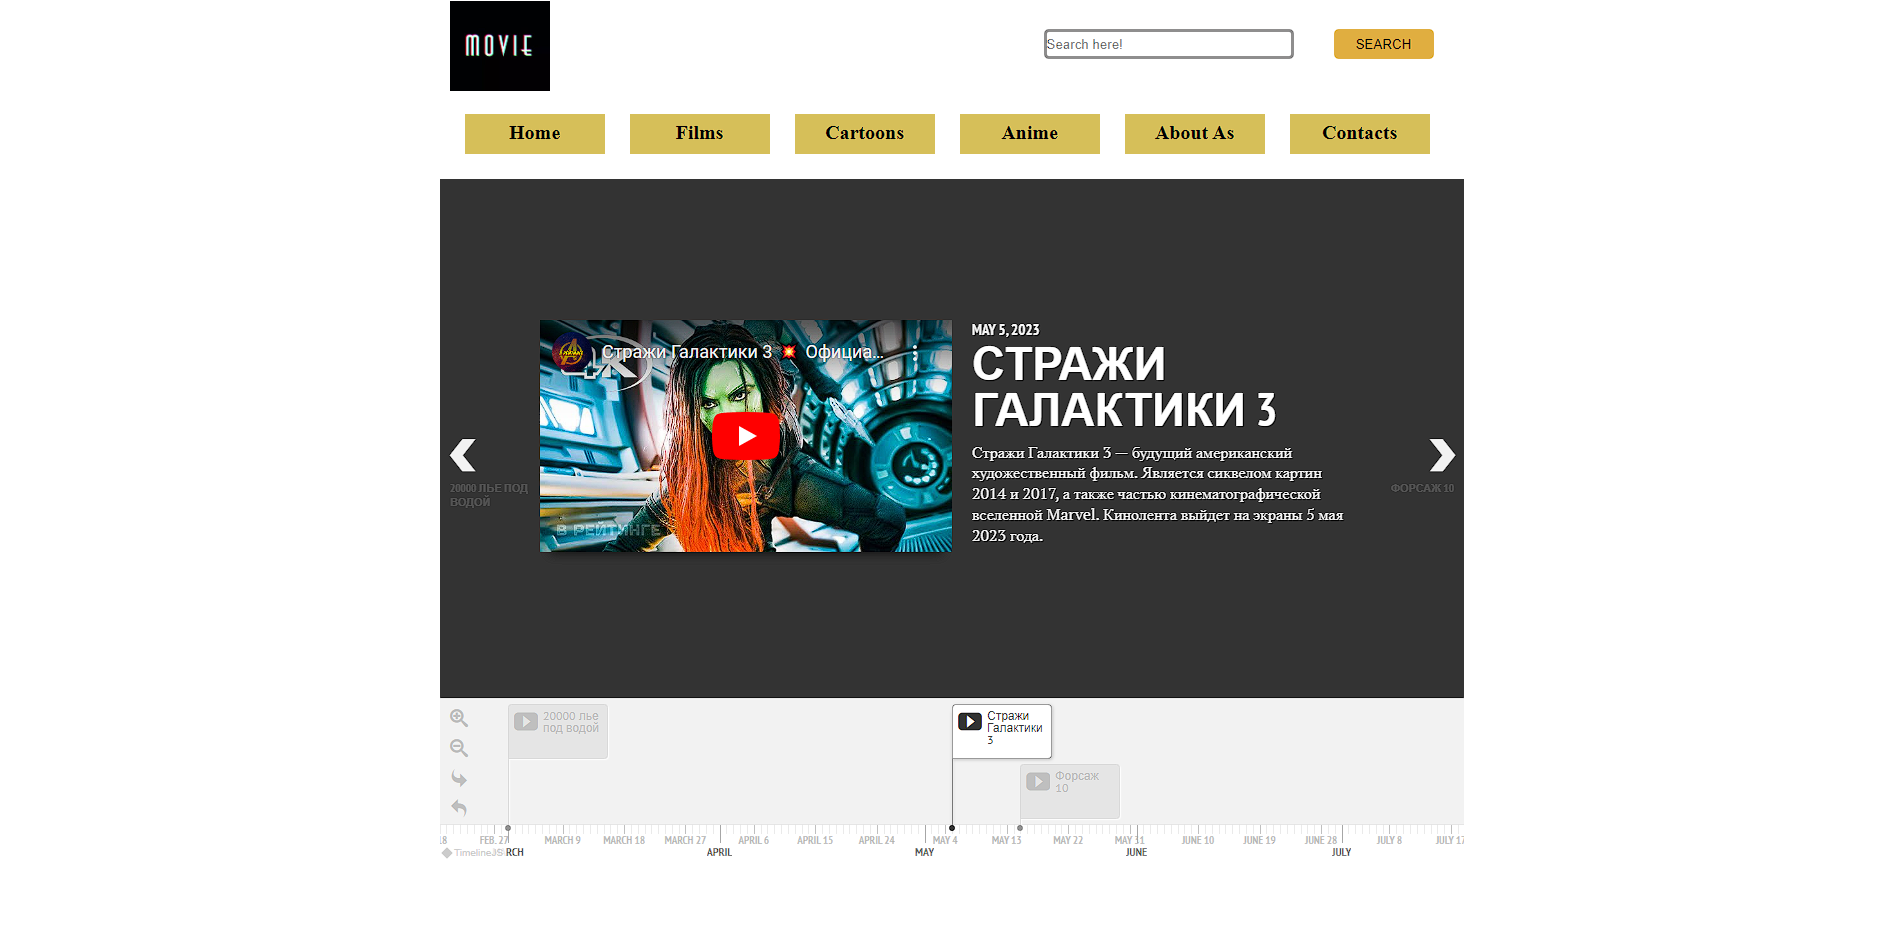 MOVIE
Search here!
SEARCH
Home
Films
Cartoons
Anime
About As
Contacts
Стражи Галактики 3 💥 Официа...
В РЕЙТИНГЕ
MAY 5, 2023
СТРАЖИ
ГАЛАКТИКИ 3
Стражи Галактики 3 — будущий американский
художественный фильм. Является сиквелом картин
2014 и 2017, а также частью кинематографической
вселенной Marvel. Кинолента выйдет на экраны 5 мая
2023 года.
20000 ЛЬЕ ПОД
ВОДОЙ
ФОРСАЖ 10
20000 лье
под водой
Стражи
Галактики
3
Форсаж
10
FEB. 27
MARCH 9
MARCH 18
MARCH 27
APRIL 6
APRIL 15
APRIL 24
MAY 4
MAY 13
MAY 22
MAY 31
JUNE 10
JUNE 19
JUNE 28
JULY 8
JULY 17
TimelineJS
RCH
APRIL
MAY
JUNE
JULY